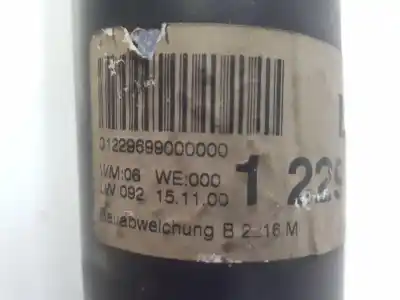 01229699000000
WM:06 WE:000
LW 092 15.11.00
1 229
Bauabweichung B 2..16 M